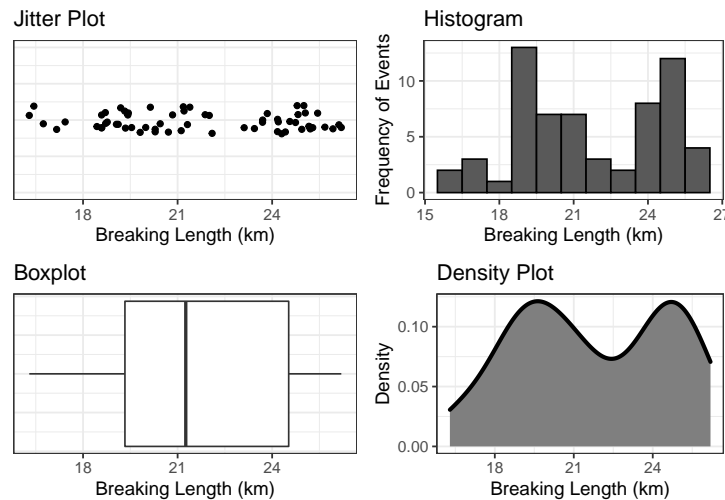 Jitter Plot
18 21 24
Breaking Length (km)
Histogram
Frequency of Events
10
5
0
15 18 21 24 27
Breaking Length (km)
Boxplot
18 21 24
Breaking Length (km)
Density Plot
Density
0.10
0.05
0.00
18 21 24
Breaking Length (km)